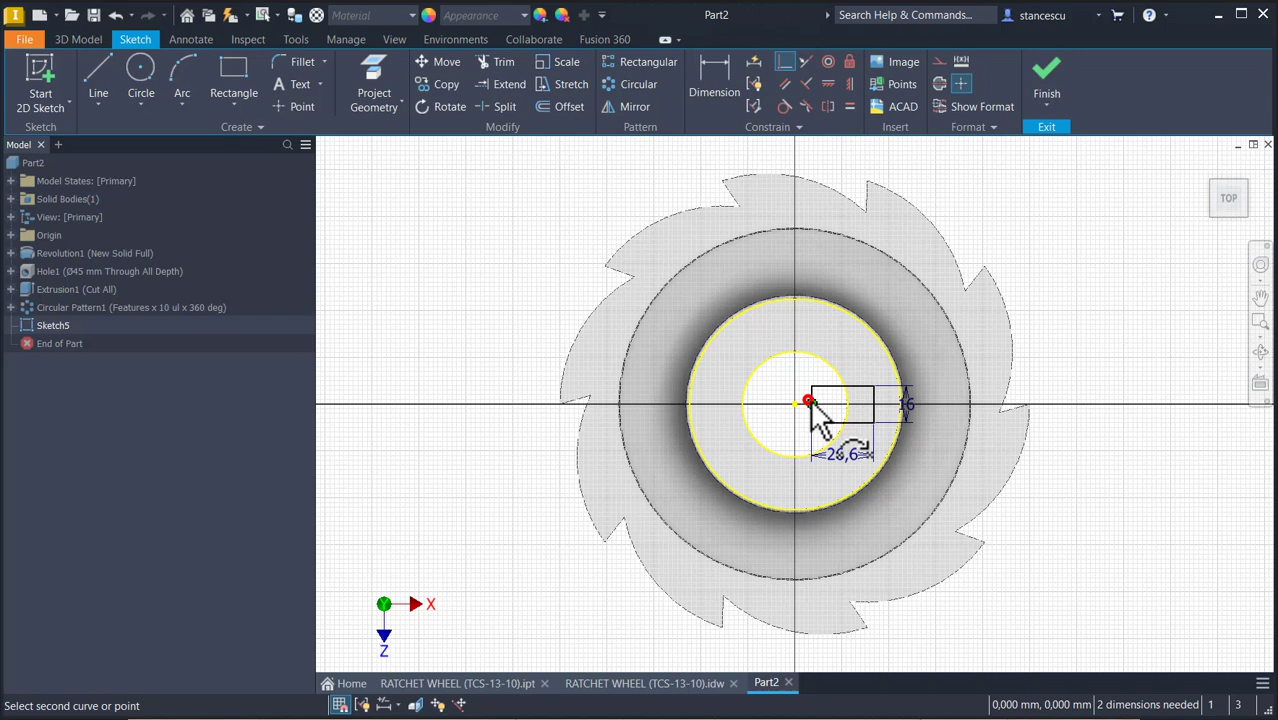 Material
Appearance
Part2
Search Help & Commands...
stancescu
File
3D Model
Sketch
Annotate
Inspect
Tools
Manage
View
Environments
Collaborate
Fusion 360
Start
2D Sketch
Line
Circle
Arc
Rectangle
Fillet
Text
Point
Project
Geometry
Move
Copy
Rotate
Trim
Extend
Split
Scale
Stretch
Offset
Rectangular
Circular
Mirror
Dimension
Image
Points
ACAD
Show Format
Finish
Sketch
Create
Modify
Pattern
Constrain
Insert
Format
Exit
Model
Part2
Model States: [Primary]
Solid Bodies(1)
View: [Primary]
Origin
Revolution1 (New Solid Full)
Hole1 (Ø45 mm Through All Depth)
Extrusion1 (Cut All)
Circular Pattern1 (Features x 10 ul x 360 deg)
Sketch5
End of Part
TOP
16
X
Z
Home
RATCHET WHEEL (TCS-13-10).ipt
RATCHET WHEEL (TCS-13-10).idw
Part2
Select second curve or point
0,000 mm, 0,000 mm
2 dimensions needed
1
3